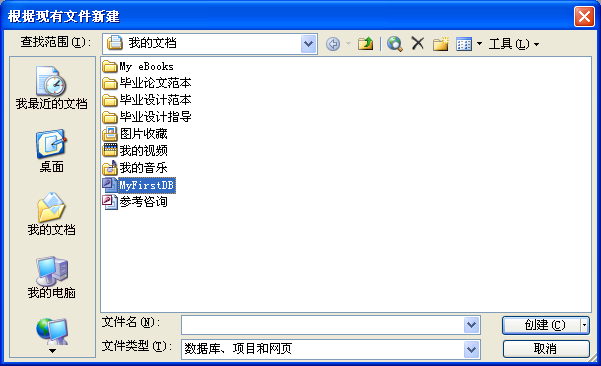 根据现有文件新建
查找范围(I):
我的文档
工具(L)
我最近的文档
桌面
我的文档
我的电脑
My eBooks
毕业论文范本
毕业设计范本
毕业设计指导
图片收藏
我的视频
我的音乐
MyFirstDB
参考咨询
文件名(N):
创建(C)
文件类型(T):
数据库、项目和网页
取消